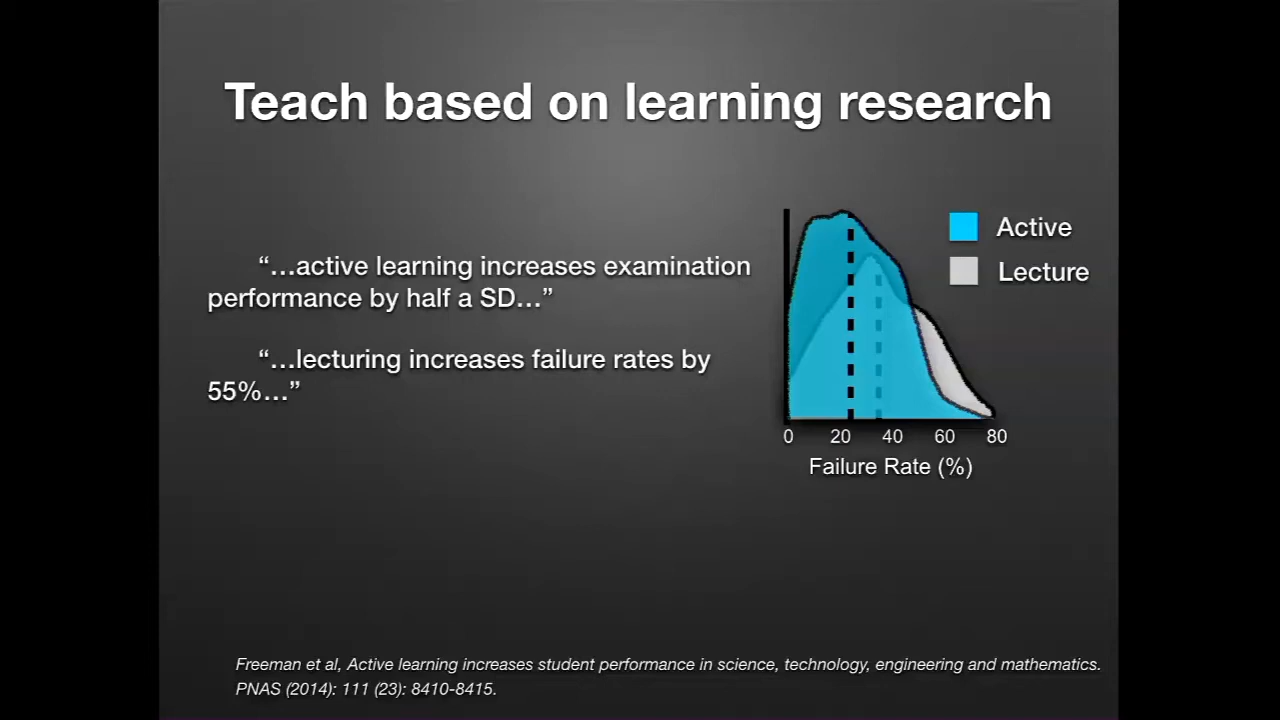 Teach based on learning research
“…active learning increases examination
performance by half a SD…”
“…lecturing increases failure rates by
55%…”
Active
Lecture
0 20 40 60 80
Failure Rate (%)
Freeman et al, Active learning increases student performance in science, technology, engineering and mathematics.
PNAS (2014): 111 (23): 8410-8415.